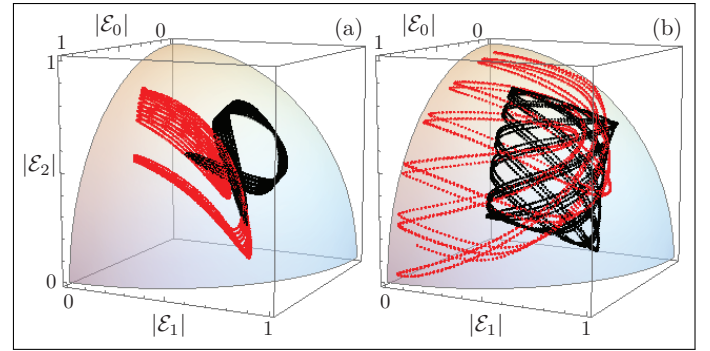 |ℰ₀| (a) |ℰ₀| (b)
1 0 1 0
1 1
|ℰ₂|
0 0
0 0
|ℰ₁| 1 |ℰ₁| 1